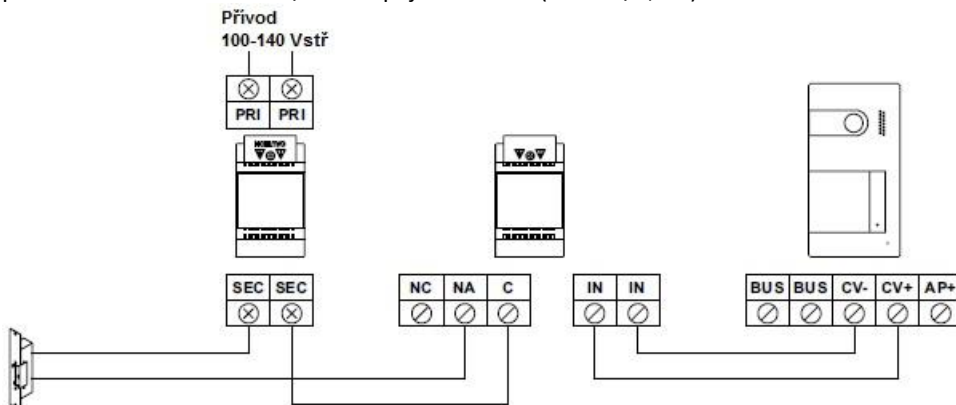 Přívod
100-140 Vstř
PRI PRI
SEC SEC
NC NA C
IN IN
BUS BUS CV- CV+ AP+